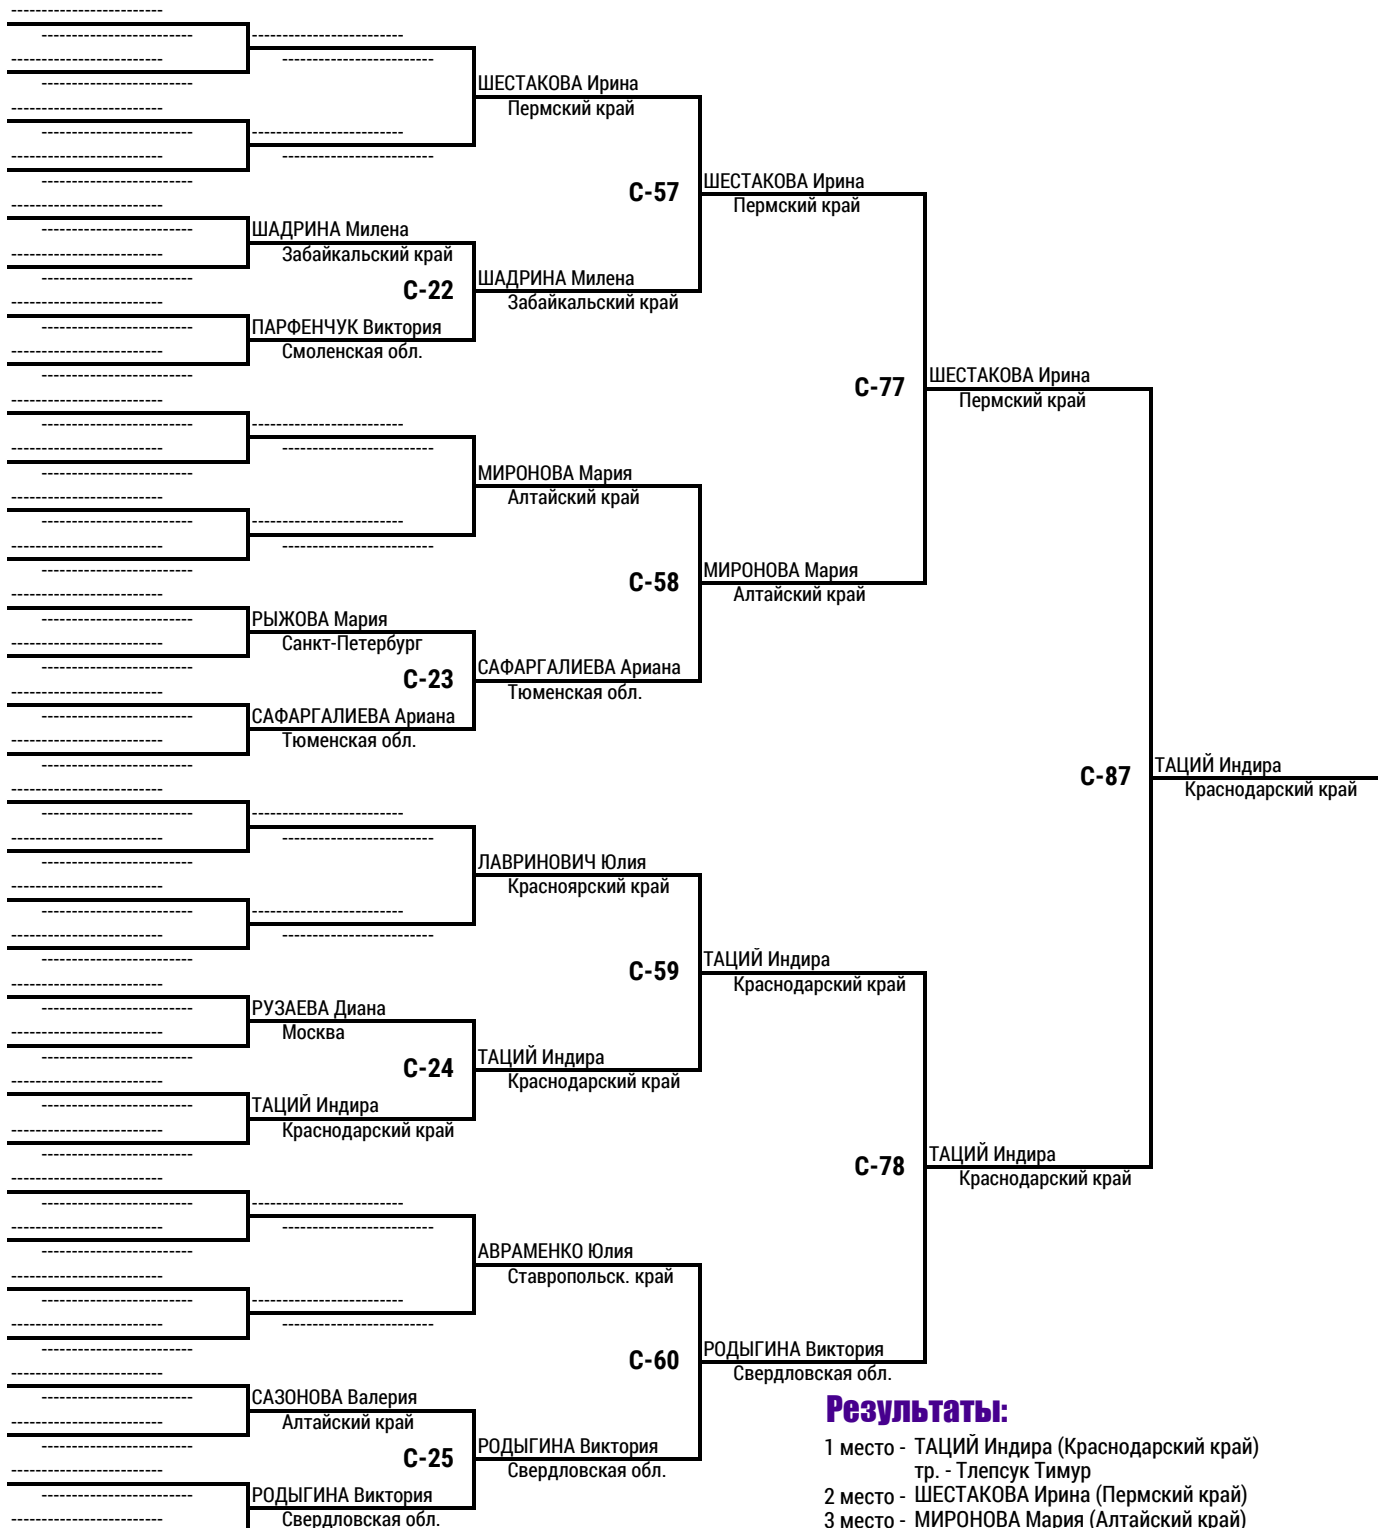 ШЕСТАКОВА Ирина
Пермский край
C-57
ШЕСТАКОВА Ирина
Пермский край
ШАДРИНА Милена
Забайкальский край
C-22
ШАДРИНА Милена
Забайкальский край
ПАРФЕНЧУК Виктория
Смоленская обл.
C-77
ШЕСТАКОВА Ирина
Пермский край
МИРОНОВА Мария
Алтайский край
C-58
МИРОНОВА Мария
Алтайский край
РЫЖОВА Мария
Санкт-Петербург
C-23
САФАРГАЛИЕВА Ариана
Тюменская обл.
САФАРГАЛИЕВА Ариана
Тюменская обл.
C-87
ТАЦИЙ Индира
Краснодарский край
ЛАВРИНОВИЧ Юлия
Красноярский край
C-59
ТАЦИЙ Индира
Краснодарский край
РУЗАЕВА Диана
Москва
C-24
ТАЦИЙ Индира
Краснодарский край
ТАЦИЙ Индира
Краснодарский край
C-78
ТАЦИЙ Индира
Краснодарский край
АВРАМЕНКО Юлия
Ставропольск. край
C-60
РОДЫГИНА Виктория
Свердловская обл.
САЗОНОВА Валерия
Алтайский край
C-25
РОДЫГИНА Виктория
Свердловская обл.
РОДЫГИНА Виктория
Свердловская обл.
Результаты:
1 место - ТАЦИЙ Индира (Краснодарский край)
тр. - Тлепсук Тимур
2 место - ШЕСТАКОВА Ирина (Пермский край)
3 место - МИРОНОВА Мария (Алтайский край)